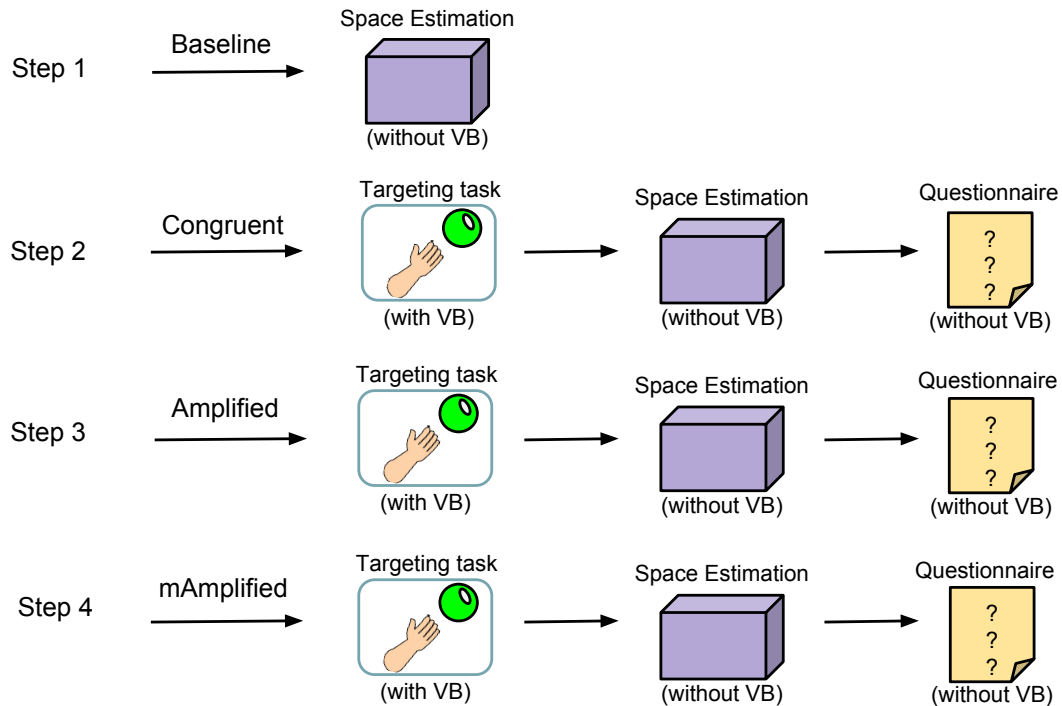 Step 1
Baseline
Space Estimation
(without VB)
Step 2
Congruent
Targeting task
(with VB)
Space Estimation
(without VB)
Questionnaire
?
?
?
(without VB)
Step 3
Amplified
Targeting task
(with VB)
Space Estimation
(without VB)
Questionnaire
?
?
?
(without VB)
Step 4
mAmplified
Targeting task
(with VB)
Space Estimation
(without VB)
Questionnaire
?
?
?
(without VB)